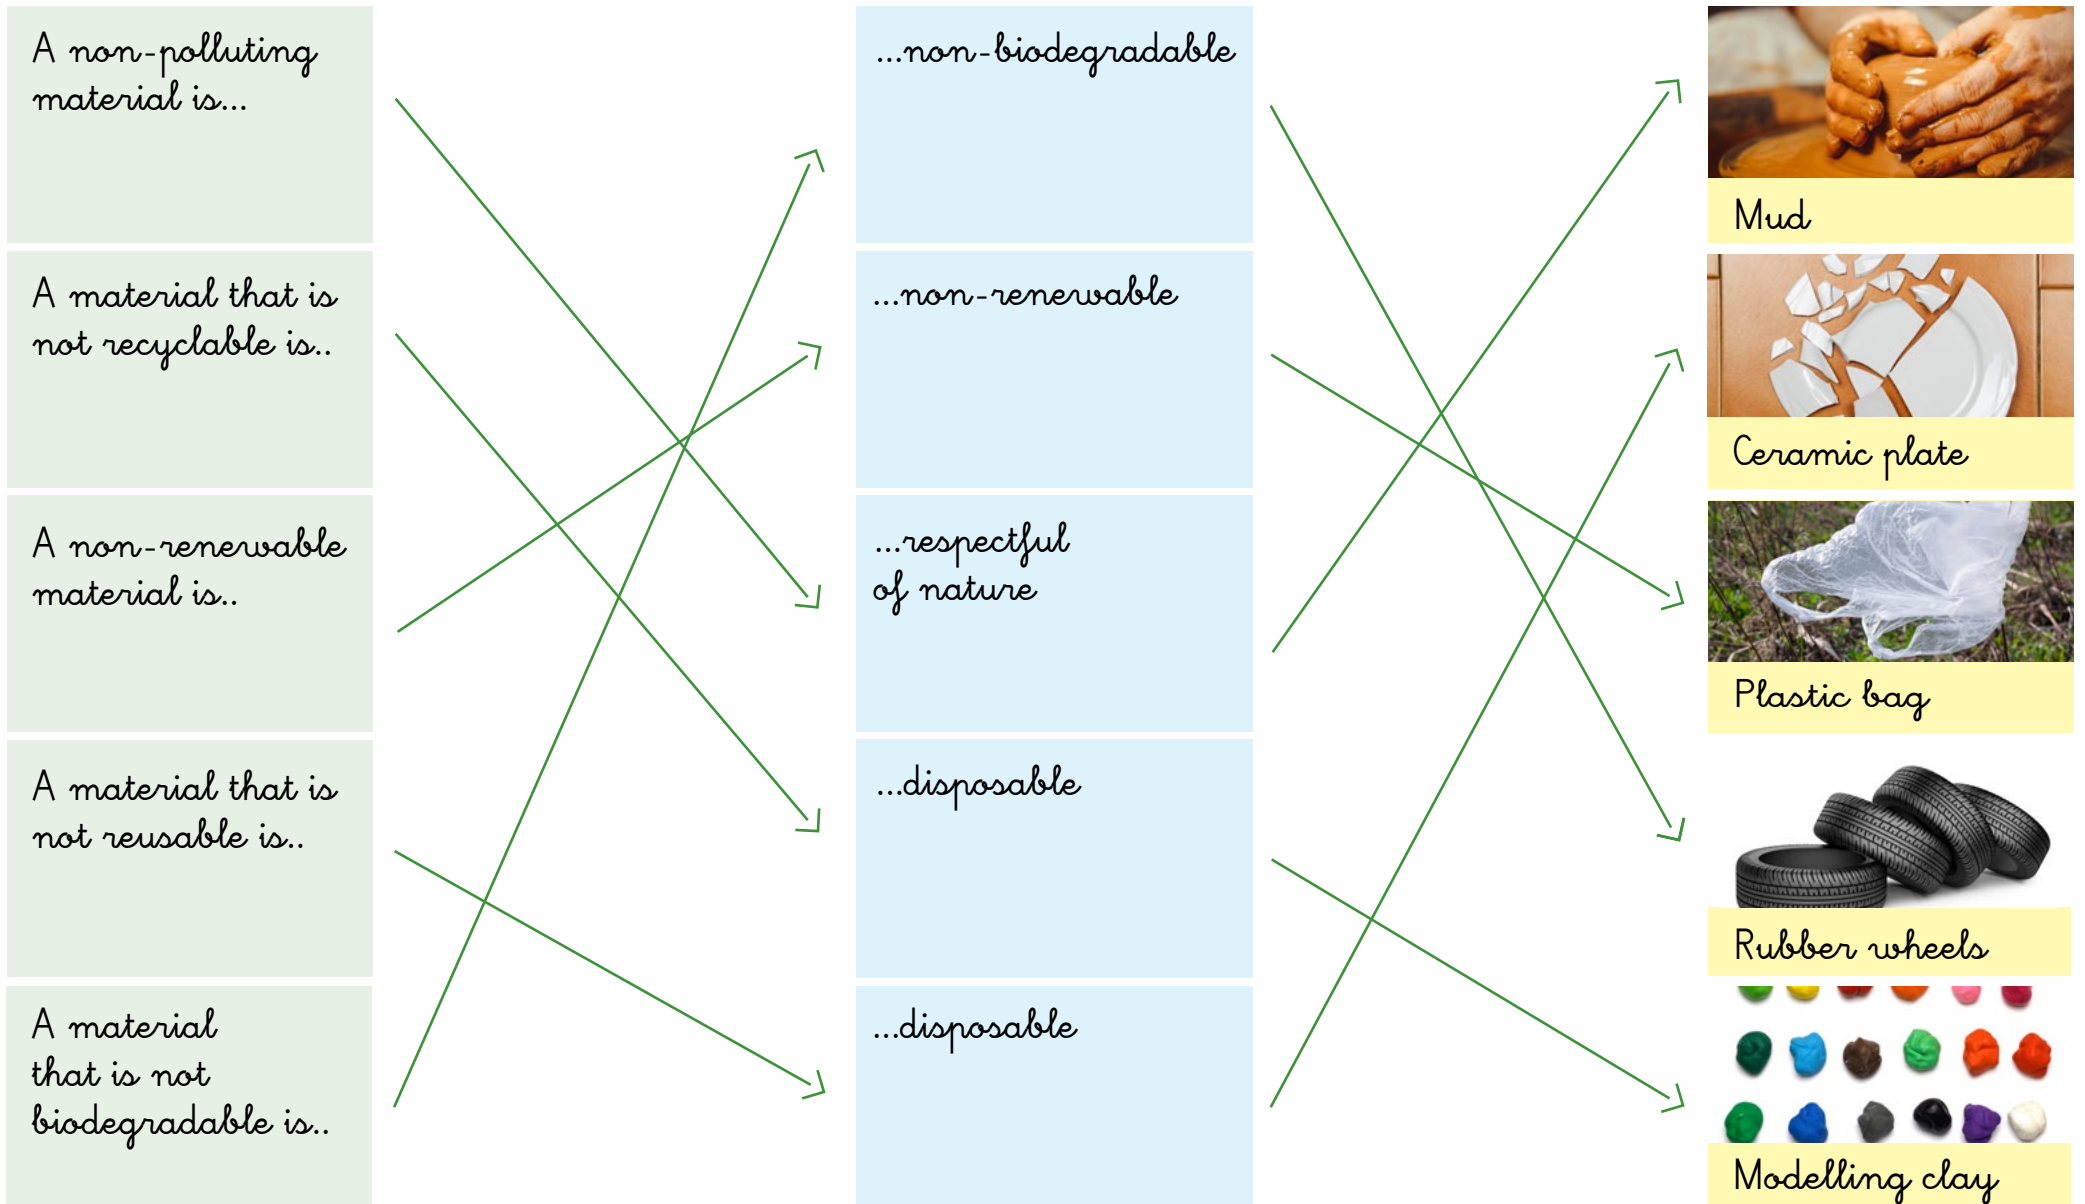 A non-polluting
material is...
...non-biodegradable
Mud
A material that is
not recyclable is..
...non-renewable
Ceramic plate
A non-renewable
material is..
...respectful
of nature
Plastic bag
A material that is
not reusable is..
...disposable
Rubber wheels
A material
that is not
biodegradable is..
...disposable
Modelling clay